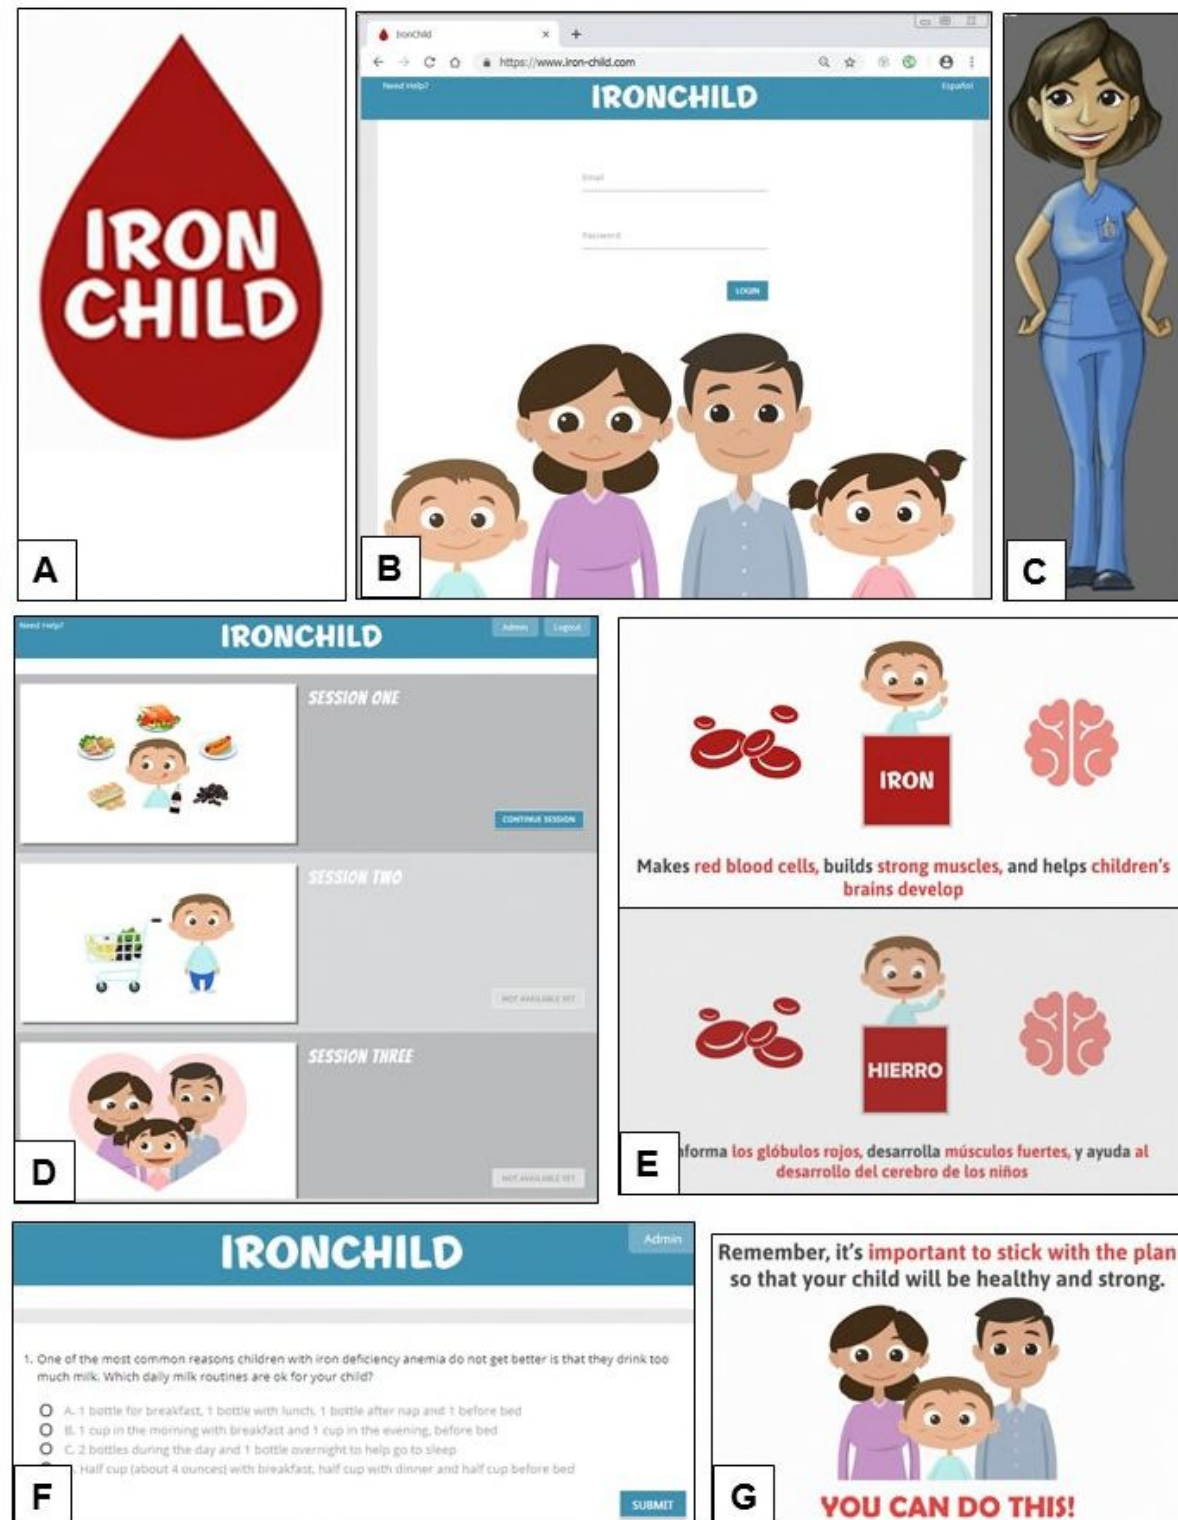 IRON
CHILD
A
IronChild
https://www.iron-child.com
Need Help?
IRONCHILD
Español
Email
Password
LOGIN
B
C
Need Help?
IRONCHILD
Admin
Logout
SESSION ONE
CONTINUE SESSION
SESSION TWO
NOT AVAILABLE YET
SESSION THREE
NOT AVAILABLE YET
D
IRON
Makes red blood cells, builds strong muscles, and helps children's
brains develop
HIERRO
forma los glóbulos rojos, desarrolla músculos fuertes, y ayuda al
desarrollo del cerebro de los niños
E
IRONCHILD
Admin
1. One of the most common reasons children with iron deficiency anemia do not get better is that they drink too
much milk. Which daily milk routines are ok for your child?
A. 1 bottle for breakfast, 1 bottle with lunch, 1 bottle after nap and 1 before bed
B. 1 cup in the morning with breakfast and 1 cup in the evening, before bed
C. 2 bottles during the day and 1 bottle overnight to help go to sleep
Half cup (about 4 ounces) with breakfast, half cup with dinner and half cup before bed
SUBMIT
F
Remember, it's important to stick with the plan
so that your child will be healthy and strong.
YOU CAN DO THIS!
G